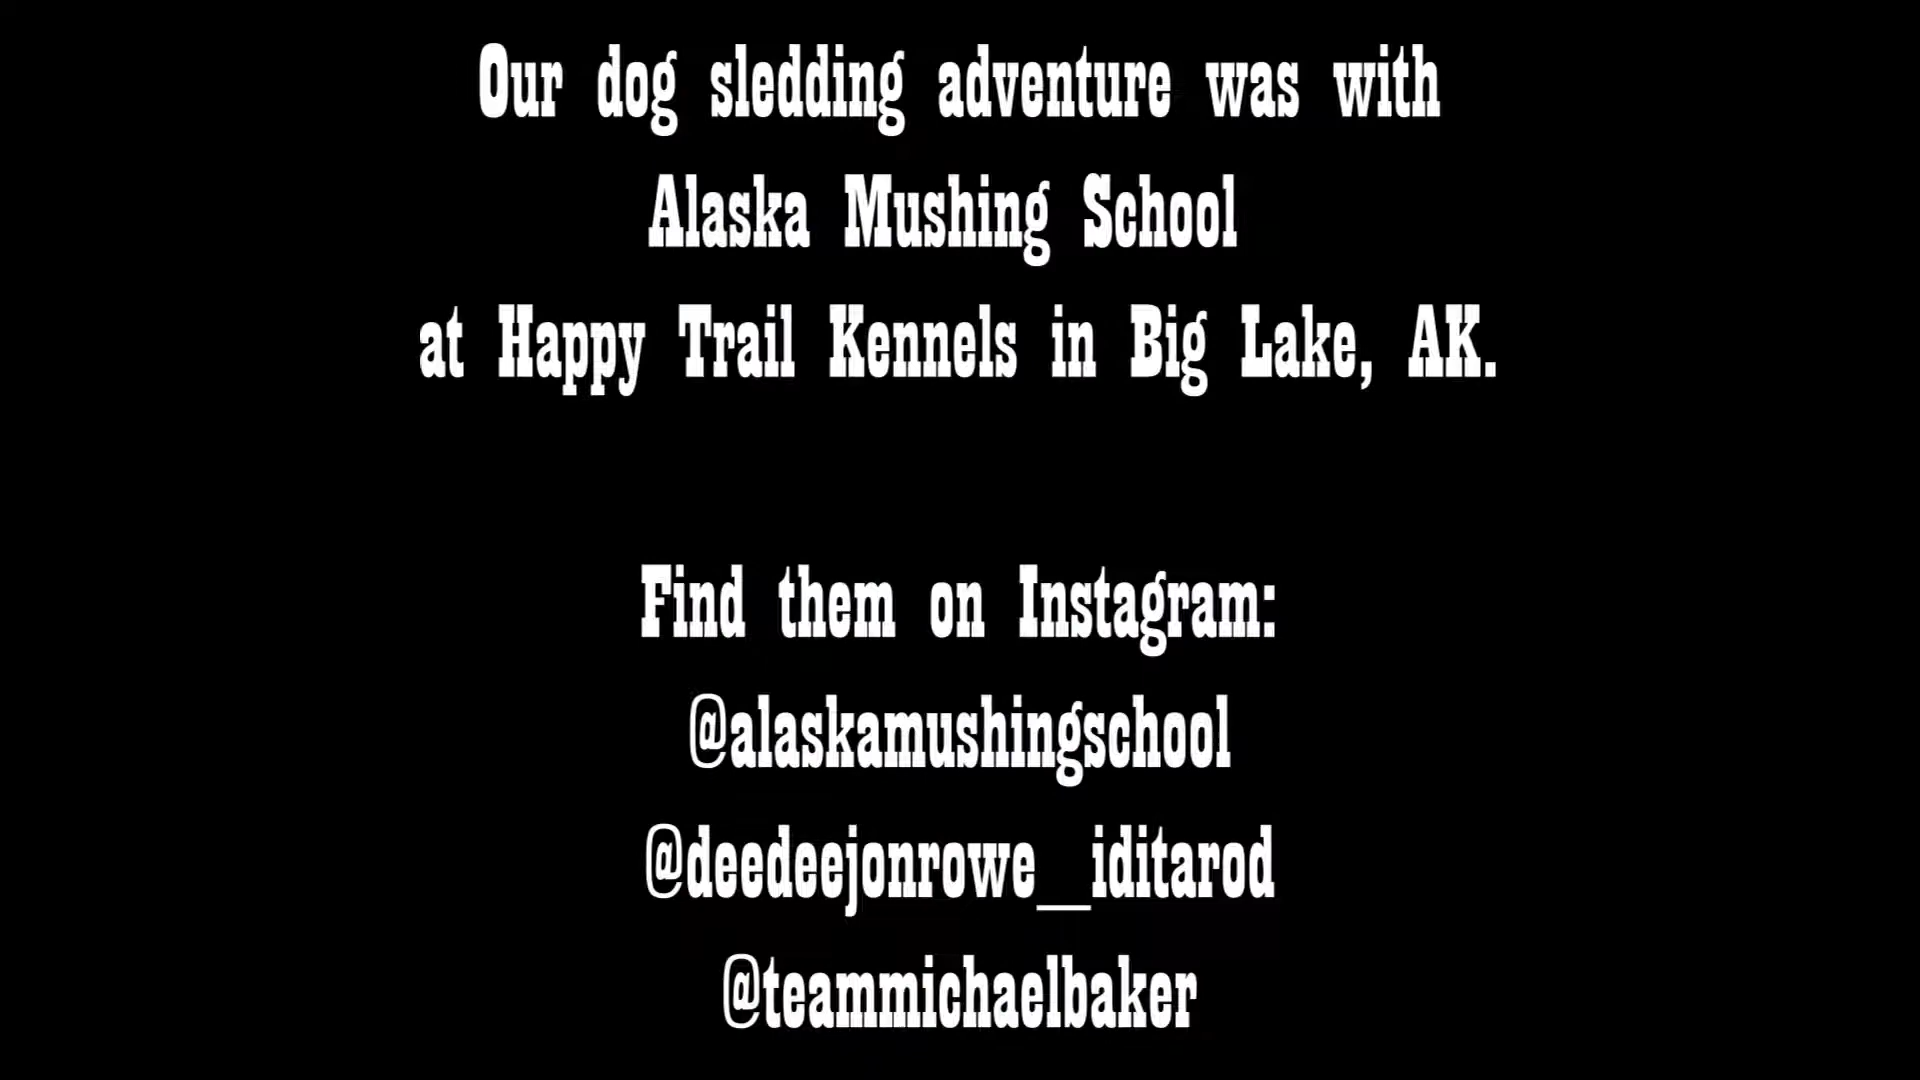 Our dog sledding adventure was with
Alaska Mushing School
at Happy Trail Kennels in Big Lake, AK.
Find them on Instagram:
@alaskamushingschool
@deedeejonrowe_iditarod
@teammichaelbaker